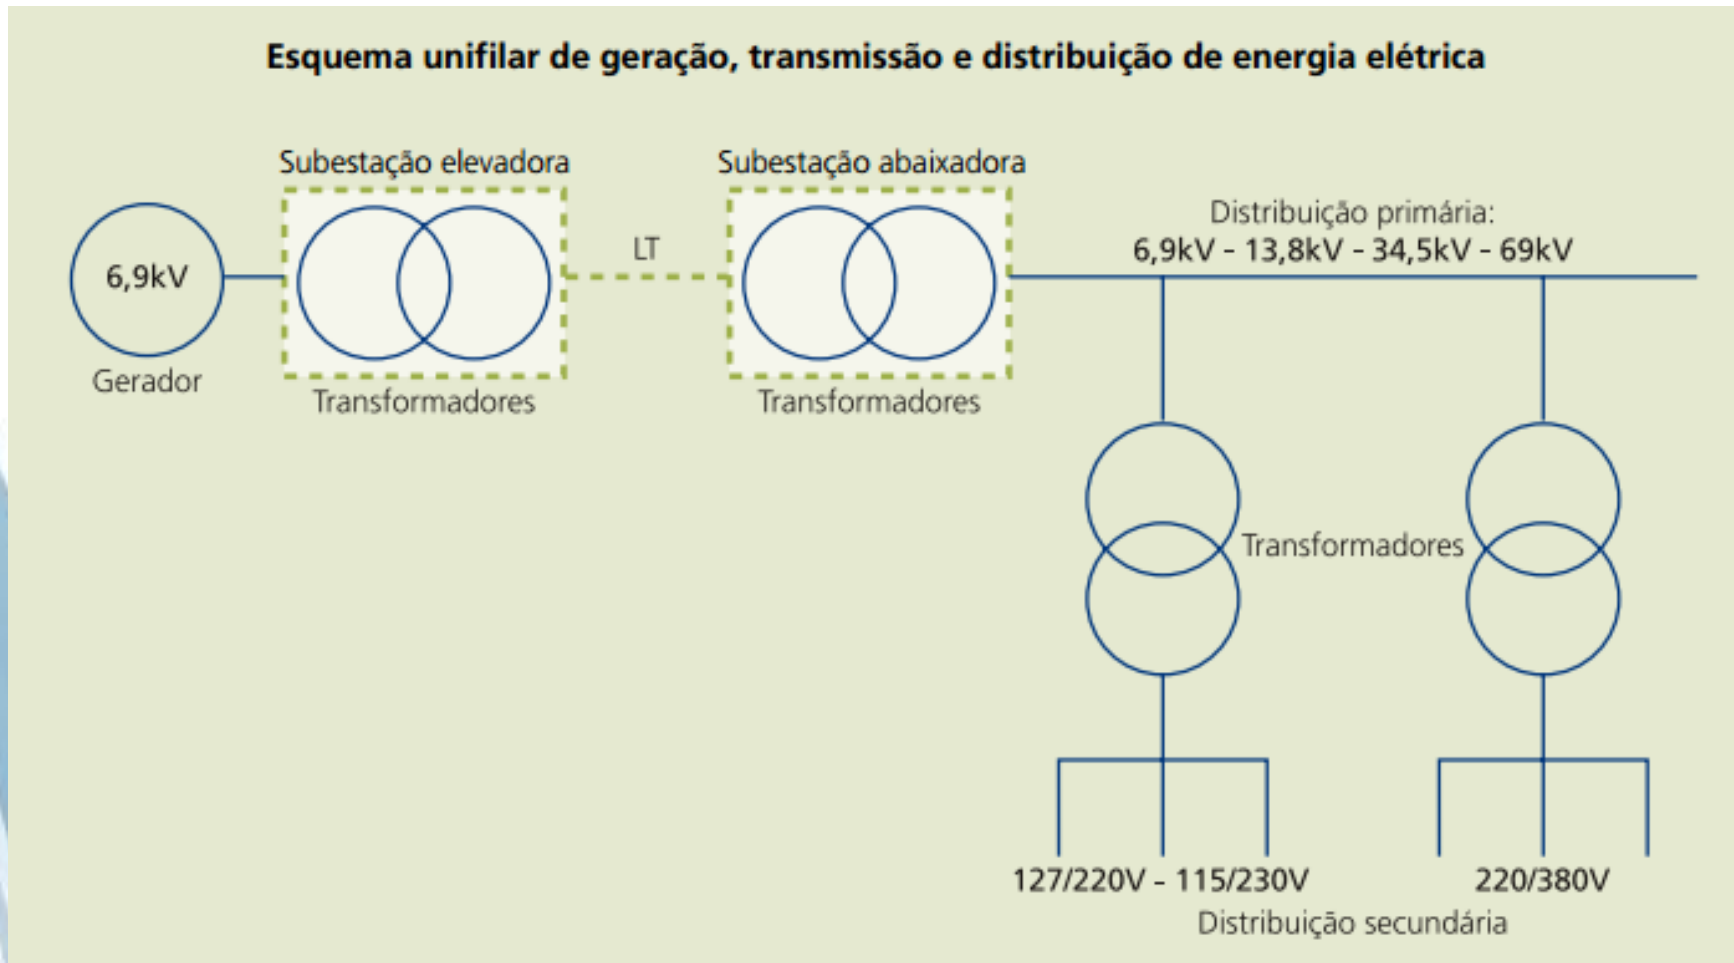 Esquema unifilar de geração, transmissão e distribuição de energia elétrica
Subestação elevadora
Subestação abaixadora
Distribuição primária:
6,9kV - 13,8kV - 34,5kV - 69kV
LT
6,9kV
Gerador
Transformadores
Transformadores
Transformadores
127/220V - 115/230V
220/380V
Distribuição secundária